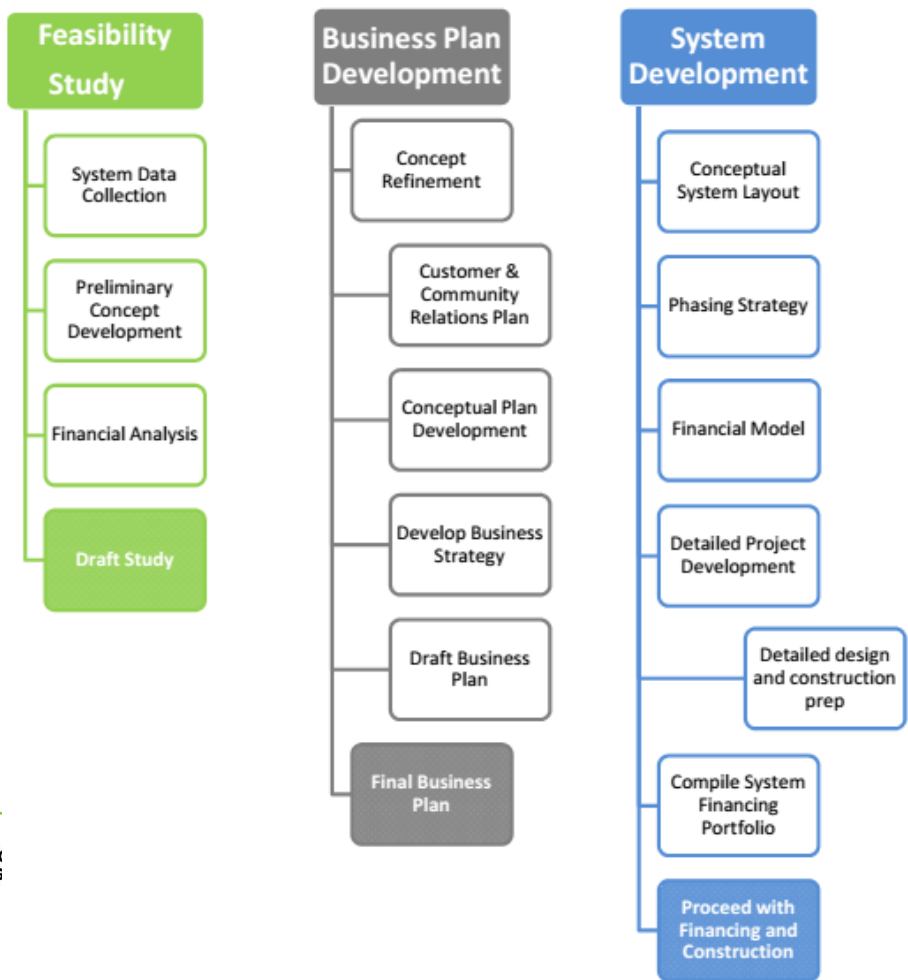 Feasibility
Study
System Data
Collection
Preliminary
Concept
Development
Financial Analysis
Draft Study
Business Plan
Development
Concept
Refinement
Customer &
Community
Relations Plan
Conceptual Plan
Development
Develop Business
Strategy
Draft Business
Plan
Final Business
Plan
System
Development
Conceptual
System Layout
Phasing Strategy
Financial Model
Detailed Project
Development
Detailed design
and construction
prep
Compile System
Financing
Portfolio
Proceed with
Financing and
Construction